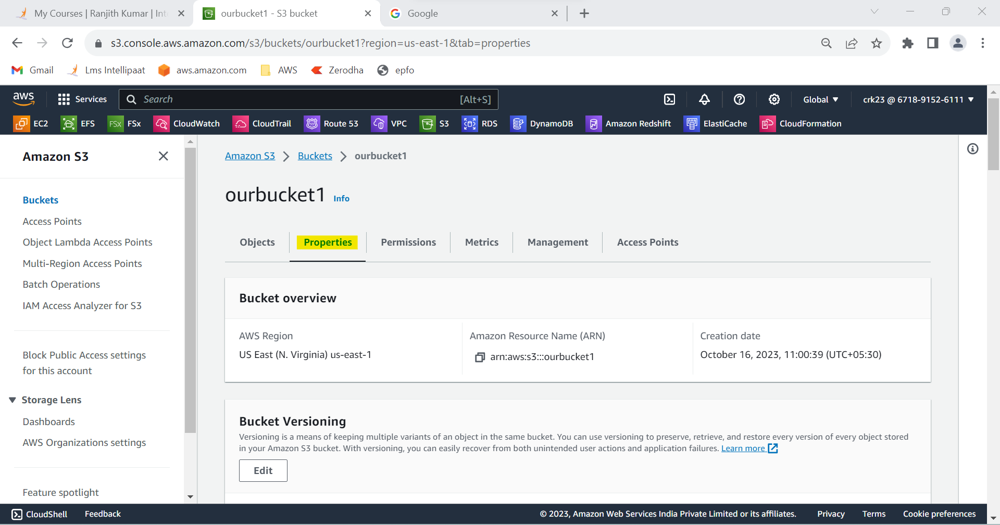 My Courses | Ranjith Kumar | Int
ourbucket1 - S3 bucket
Google
s3.console.aws.amazon.com/s3/buckets/ourbucket1?region=us-east-1&tab=properties
Gmail
Lms Intellipaat
aws.amazon.com
AWS
Zerodha
epfo
aws
Services
Search
[Alt+S]
Global
crk23 @ 6718-9152-6111
EC2
EFS
FSx
FSx
CloudWatch
CloudTrail
53
Route 53
VPC
S3
RDS
DynamoDB
Amazon Redshift
ElastiCache
CloudFormation
Amazon S3
Buckets
Access Points
Object Lambda Access Points
Multi-Region Access Points
Batch Operations
IAM Access Analyzer for S3
Block Public Access settings
for this account
Storage Lens
Dashboards
AWS Organizations settings
Feature spotlight
Amazon S3
Buckets
ourbucket1
ourbucket1
Info
Objects
Properties
Permissions
Metrics
Management
Access Points
Bucket overview
AWS Region
US East (N. Virginia) us-east-1
Amazon Resource Name (ARN)
arn:aws:s3:::ourbucket1
Creation date
October 16, 2023, 11:00:39 (UTC+05:30)
Bucket Versioning
Versioning is a means of keeping multiple variants of an object in the same bucket. You can use versioning to preserve, retrieve, and restore every version of every object stored
in your Amazon S3 bucket. With versioning, you can easily recover from both unintended user actions and application failures. Learn more
Edit
CloudShell
Feedback
© 2023, Amazon Web Services India Private Limited or its affiliates.
Privacy
Terms
Cookie preferences